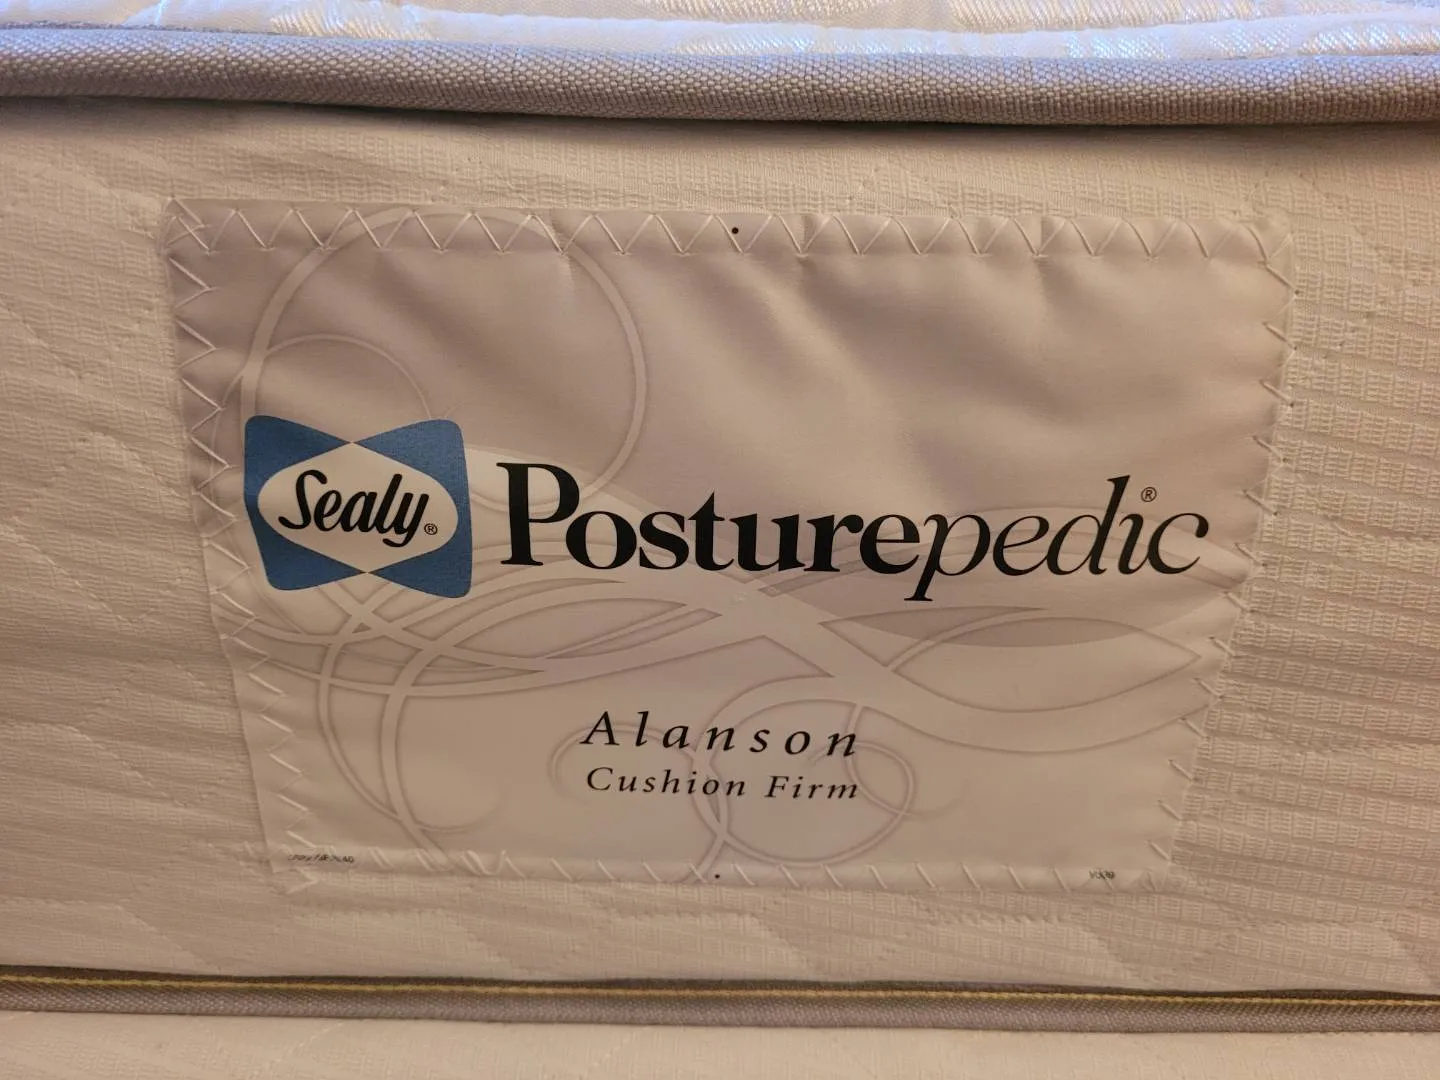 Sealy®
Posturepedic®
Alanson
Cushion Firm